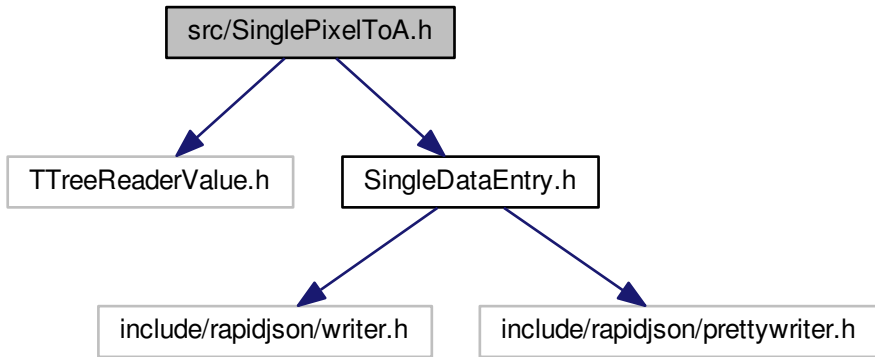 src/SinglePixelToA.h
TTreeReaderValue.h
SingleDataEntry.h
include/rapidjson/writer.h
include/rapidjson/prettywriter.h